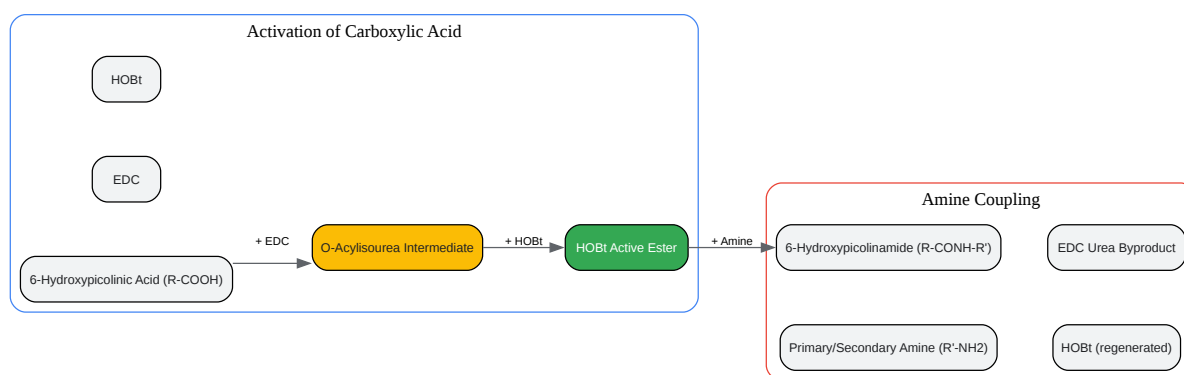 Activation of Carboxylic Acid
HOBt
EDC
6-Hydroxypicolinic Acid (R-COOH)
+ EDC
O-Acylisourea Intermediate
+ HOBt
HOBt Active Ester
+ Amine
Amine Coupling
6-Hydroxypicolinamide (R-CONH-R')
EDC Urea Byproduct
Primary/Secondary Amine (R'-NH2)
HOBt (regenerated)